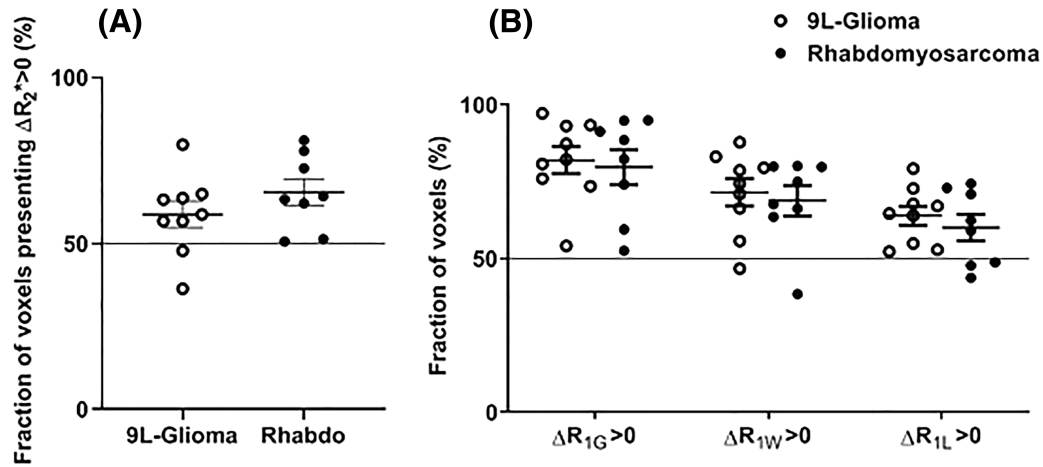 (A)
Fraction of voxels presenting ΔR₂*>0 (%)
100
50
0
9L-Glioma
Rhabdo
(B)
9L-Glioma
Rhabdomyosarcoma
Fraction of voxels (%)
100
50
0
ΔR₁G>0
ΔR₁W>0
ΔR₁L>0